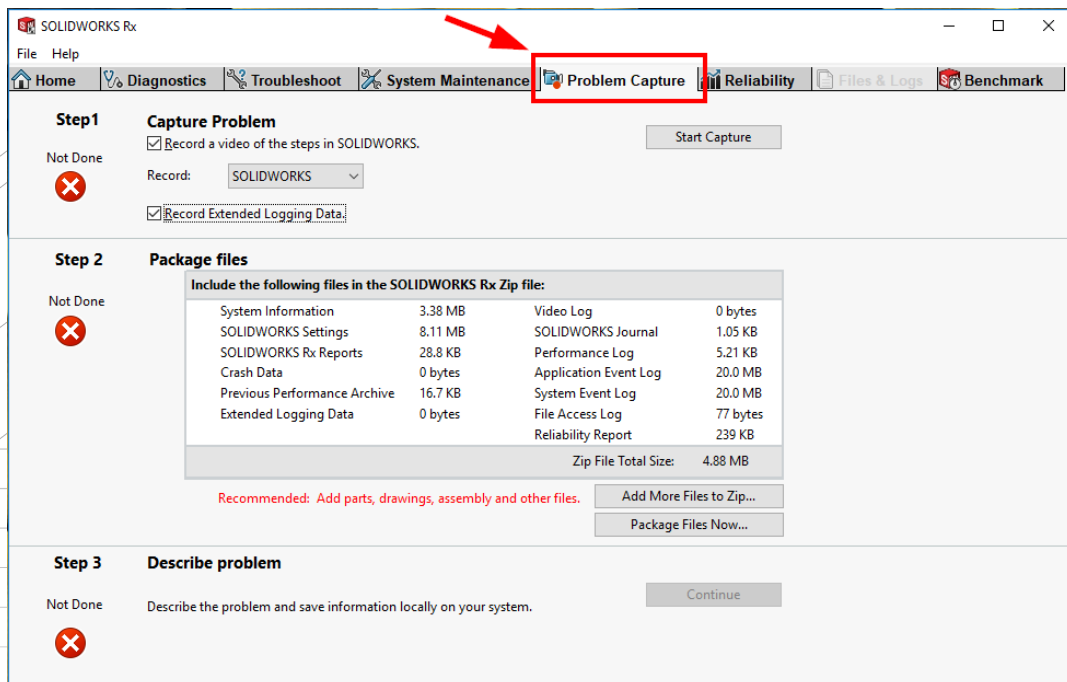 SOLIDWORKS Rx
File Help
Home Diagnostics Troubleshoot System Maintenance Problem Capture Reliability Files & Logs Benchmark
Step1 Capture Problem
Record a video of the steps in SOLIDWORKS. Start Capture
Not Done
Record: SOLIDWORKS
Record Extended Logging Data.
Step 2 Package files
Include the following files in the SOLIDWORKS Rx Zip file:
Not Done
System Information 3.38 MB Video Log 0 bytes
SOLIDWORKS Settings 8.11 MB SOLIDWORKS Journal 1.05 KB
SOLIDWORKS Rx Reports 28.8 KB Performance Log 5.21 KB
Crash Data 0 bytes Application Event Log 20.0 MB
Previous Performance Archive 16.7 KB System Event Log 20.0 MB
Extended Logging Data 0 bytes File Access Log 77 bytes
Reliability Report 239 KB
Zip File Total Size: 4.88 MB
Recommended: Add parts, drawings, assembly and other files. Add More Files to Zip...
Package Files Now...
Step 3 Describe problem
Not Done Describe the problem and save information locally on your system. Continue